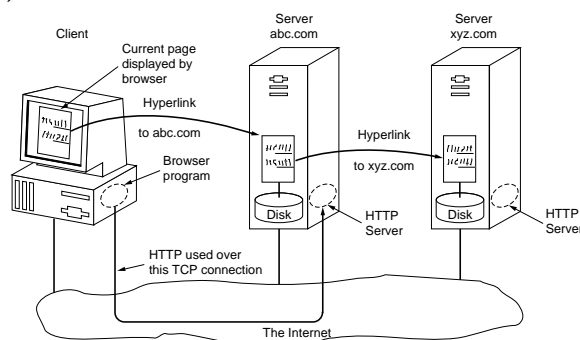 Client
Server
abc.com
Server
xyz.com
Current page
displayed by
browser
Hyperlink
to abc.com
Hyperlink
to xyz.com
Browser
program
Disk
HTTP
Server
Disk
HTTP
Server
HTTP used over
this TCP connection
The Internet